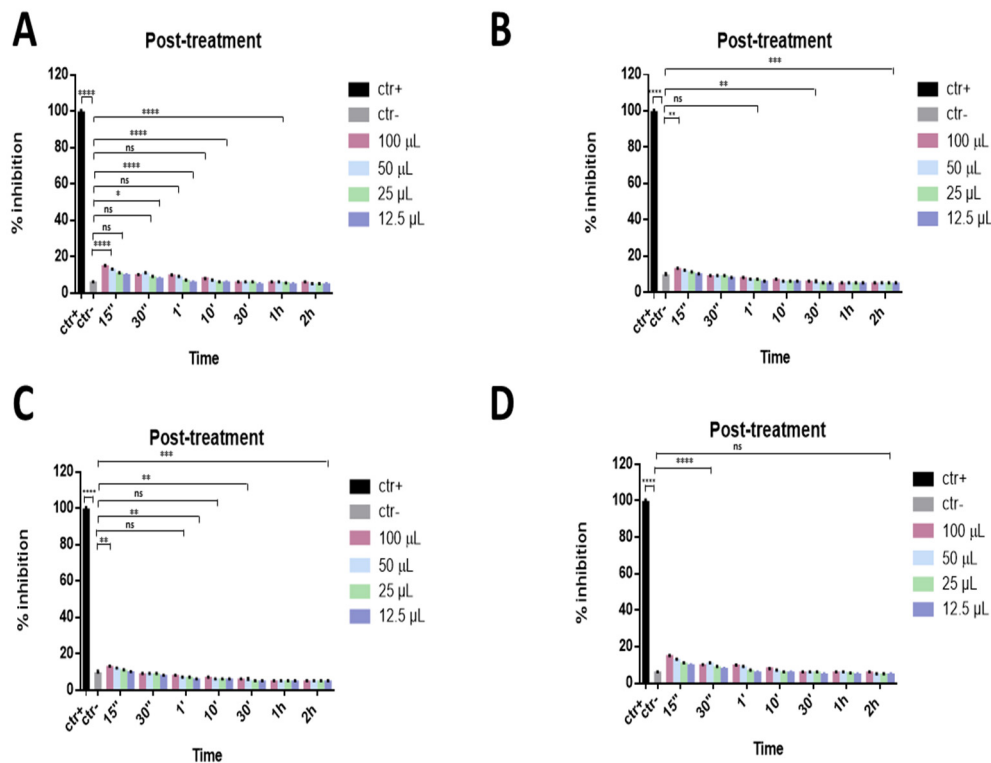 A
Post-treatment
% inhibition
120
100
80
60
40
20
0
****
****
****
ns
****
ns
*
ns
ns
****
ctr+
ctr-
15''
30''
1'
10'
30'
1h
2h
Time
ctr+
ctr-
100 µL
50 µL
25 µL
12.5 µL
B
Post-treatment
% inhibition
120
100
80
60
40
20
0
***
**
****
ns
**
ctr+
ctr-
15''
30''
1'
10'
30'
1h
2h
Time
ctr+
ctr-
100 µL
50 µL
25 µL
12.5 µL
C
Post-treatment
% inhibition
120
100
80
60
40
20
0
***
**
****
ns
**
ns
**
ctr+
ctr-
15''
30''
1'
10'
30'
1h
2h
Time
ctr+
ctr-
100 µL
50 µL
25 µL
12.5 µL
D
Post-treatment
% inhibition
120
100
80
60
40
20
0
ns
****
****
ctr+
ctr-
15''
30''
1'
10'
30'
1h
2h
Time
ctr+
ctr-
100 µL
50 µL
25 µL
12.5 µL